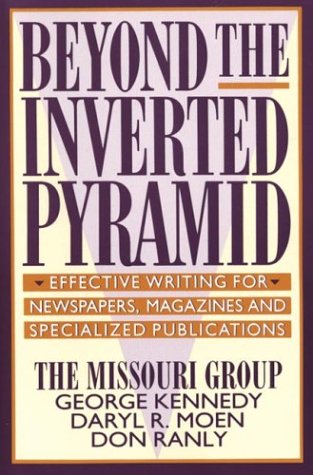 BEYOND THE
INVERTED
PYRAMID
EFFECTIVE WRITING FOR
NEWSPAPERS, MAGAZINES AND
SPECIALIZED PUBLICATIONS
THE MISSOURI GROUP
GEORGE KENNEDY
DARYL R. MOEN
DON RANLY